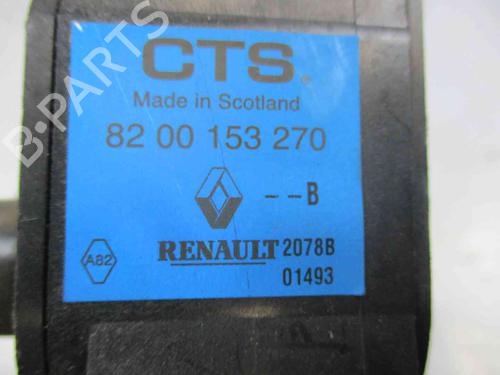 CTS.
Made in Scotland
82 00 153 270
--B
RENAULT 2078B
A82
01493
B-PARTS